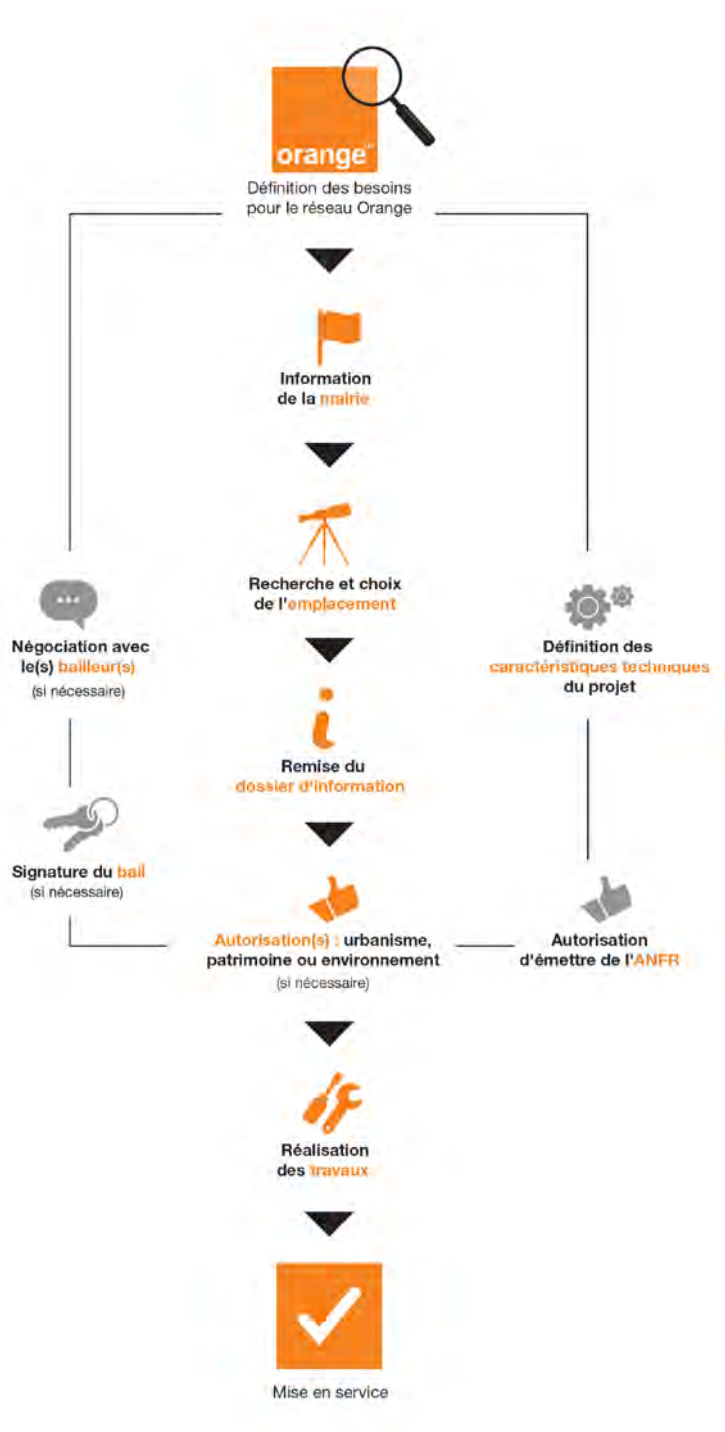 orange™
Définition des besoins
pour le réseau Orange
Information
de la mairie
Recherche et choix
de l'emplacement
Négociation avec
le(s) bailleur(s)
(si nécessaire)
Définition des
caractéristiques techniques
du projet
Remise du
dossier d'information
Signature du bail
(si nécessaire)
Autorisation(s) : urbanisme,
patrimoine ou environnement
(si nécessaire)
Autorisation
d'émettre de l'ANFR
Réalisation
des travaux
Mise en service